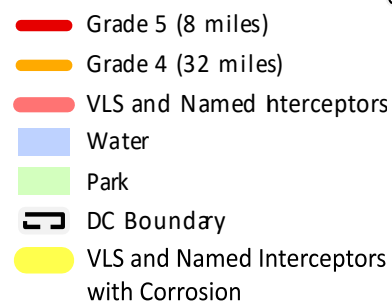 Grade 5 (8 miles)
Grade 4 (32 miles)
VLS and Named Interceptors
Water
Park
DC Boundary
VLS and Named Interceptors
with Corrosion